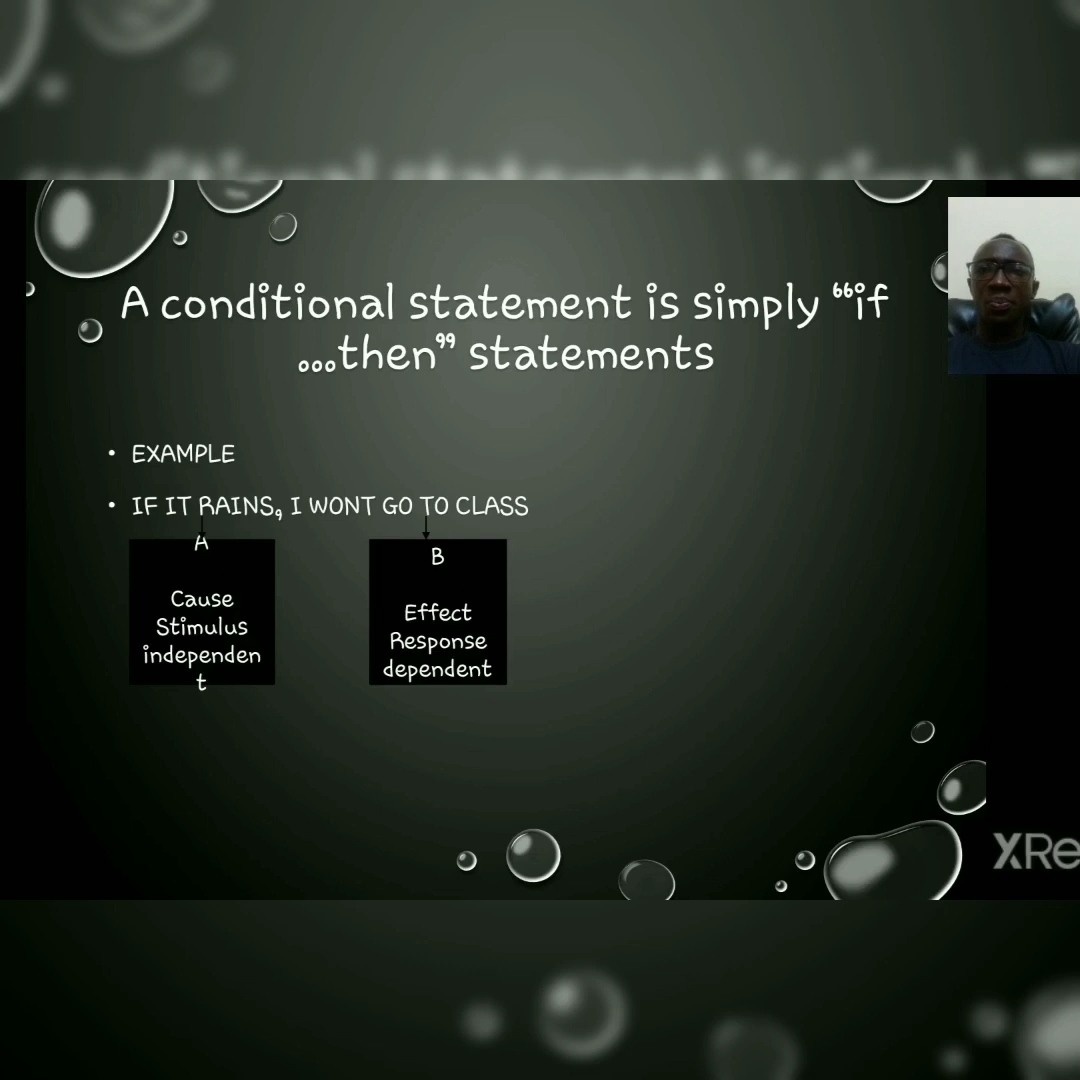 A conditional statement is simply “if
...then” statements
• EXAMPLE
• IF IT RAINS, I WONT GO TO CLASS
A
Cause
Stimulus
independen
t
B
Effect
Response
dependent
XRe